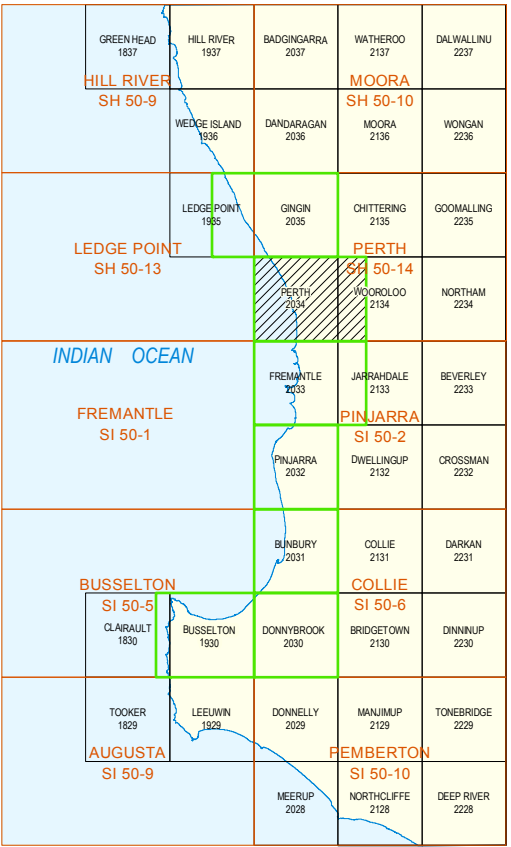 GREEN HEAD
1837
HILL RIVER
1937
BADGINGARRA
2037
WATHEROO
2137
DALWALLINU
2237
HILL RIVER
SH 50-9
MOORA
SH 50-10
WEDGE ISLAND
1936
DANDARAGAN
2036
MOORA
2136
WONGAN
2236
LEDGE POINT
1935
GINGIN
2035
CHITTERING
2135
GOOMALLING
2235
LEDGE POINT
SH 50-13
PERTH
SH 50-14
PERTH
2034
WOOROLOO
2134
NORTHAM
2234
INDIAN OCEAN
FREMANTLE
2033
JARRAHDALE
2133
BEVERLEY
2233
FREMANTLE
SI 50-1
PINJARRA
SI 50-2
PINJARRA
2032
DWELLINGUP
2132
CROSSMAN
2232
BUNBURY
2031
COLLIE
2131
DARKAN
2231
BUSSELTON
SI 50-5
COLLIE
SI 50-6
CLAIRAULT
1830
BUSSELTON
1930
DONNYBROOK
2030
BRIDGETOWN
2130
DINNINUP
2230
TOOKER
1829
LEEUWIN
1929
DONNELLY
2029
MANJIMUP
2129
TONEBRIDGE
2229
AUGUSTA
SI 50-9
PEMBERTON
SI 50-10
MEERUP
2028
NORTHCLIFFE
2128
DEEP RIVER
2228